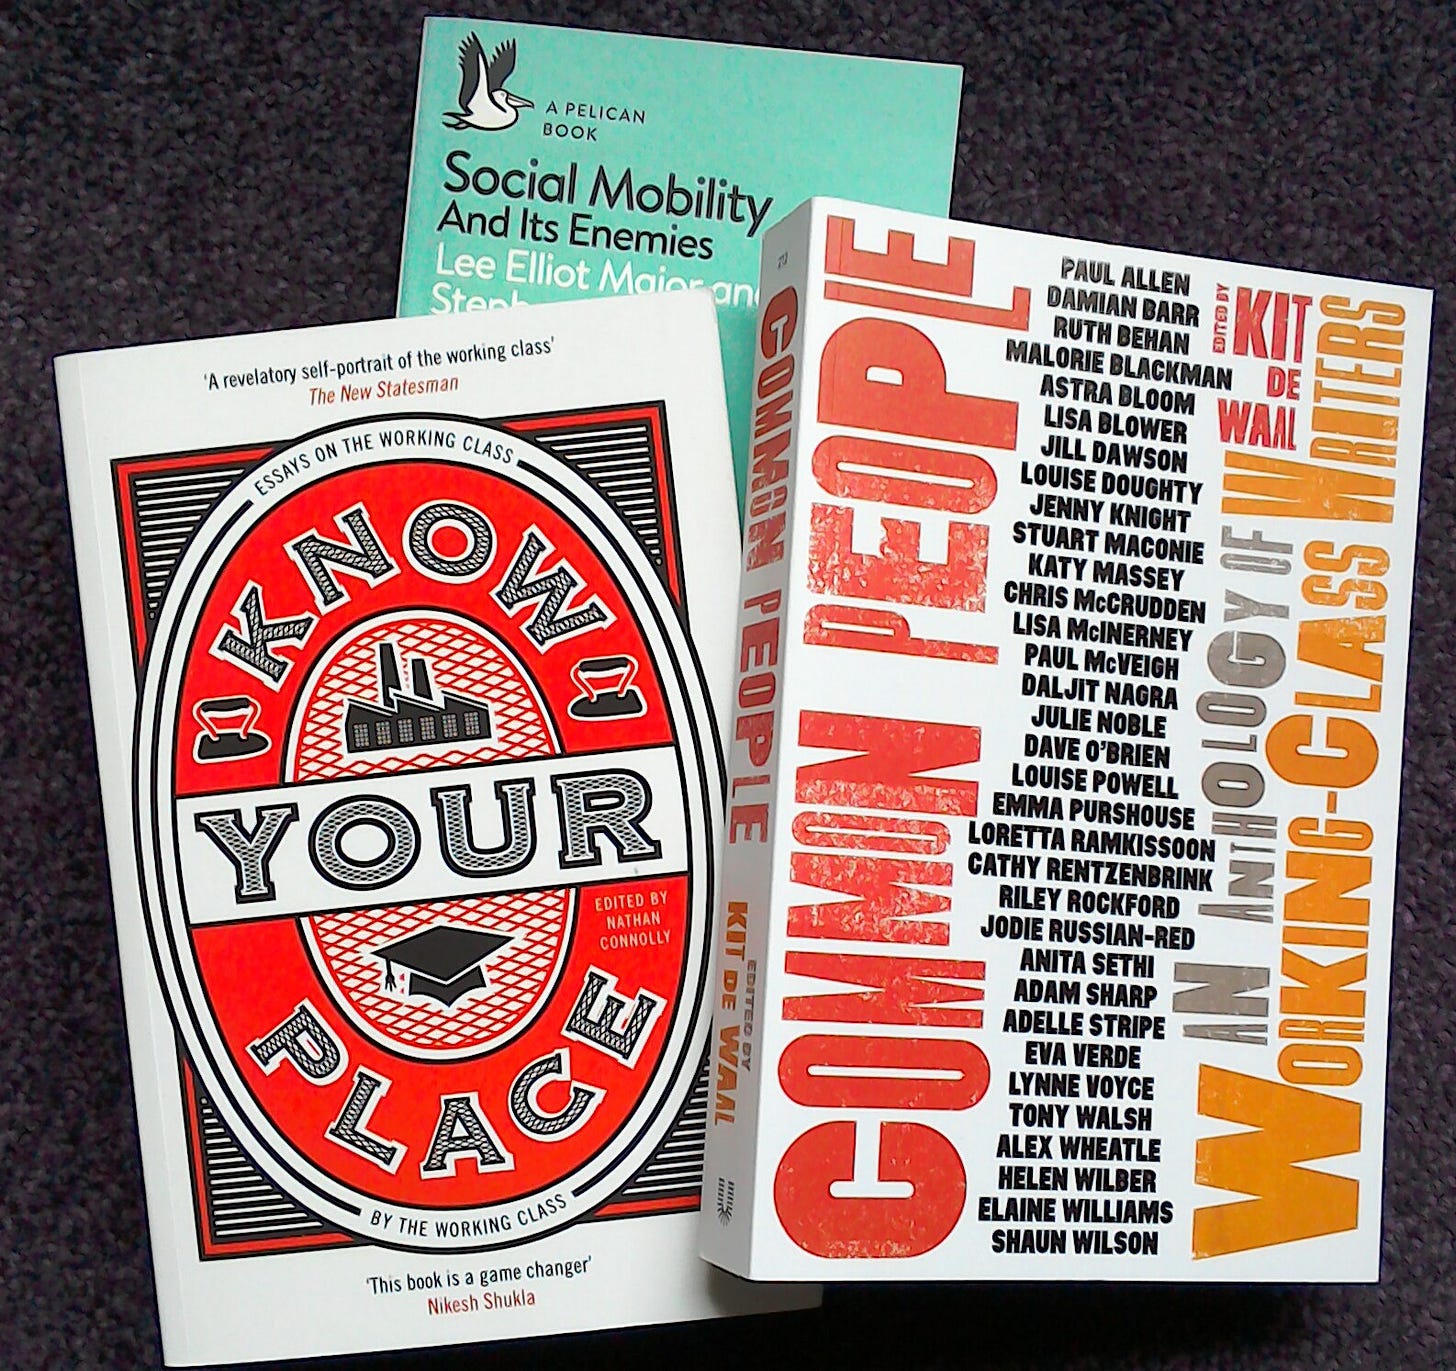 A PELICAN
BOOK
Social Mobility
And Its Enemies
Lee Elliot Major and
'A revelatory self-portrait of the working class'
The New Statesman
ESSAYS ON THE WORKING CLASS
KNOW
YOUR
PLACE
EDITED BY
NATHAN
CONNOLLY
BY THE WORKING CLASS
'This book is a game changer'
Nikesh Shukla
COMMON PEOPLE
EDITED BY
KIT DE WAAL
COMMON PEOPLE
PAUL ALLEN
DAMIAN BARR
RUTH BEHAN
MALORIE BLACKMAN
ASTRA BLOOM
LISA BLOWER
JILL DAWSON
LOUISE DOUGHTY
JENNY KNIGHT
STUART MACONIE
KATY MASSEY
CHRIS McCRUDDEN
LISA McINERNEY
PAUL McVEIGH
DALJIT NAGRA
JULIE NOBLE
DAVE O'BRIEN
LOUISE POWELL
EMMA PURSHOUSE
LORETTA RAMKISSOON
CATHY RENTZENBRINK
RILEY ROCKFORD
JODIE RUSSIAN-RED
ANITA SETHI
ADAM SHARP
ADELLE STRIPE
EVA VERDE
LYNNE VOYCE
TONY WALSH
ALEX WHEATLE
HELEN WILBER
ELAINE WILLIAMS
SHAUN WILSON
EDITED BY
KIT
DE
WAAL
AN ANTHOLOGY OF
WORKING-CLASS WRITERS